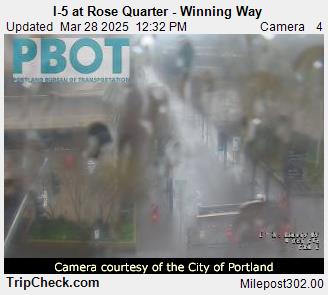 I-5 at Rose Quarter - Winning Way
Updated Mar 28 2025 12:32 PM Camera 4
PBOT
PORTLAND BUREAU OF TRANSPORTATION
Camera courtesy of the City of Portland
TripCheck.com Milepost302.00